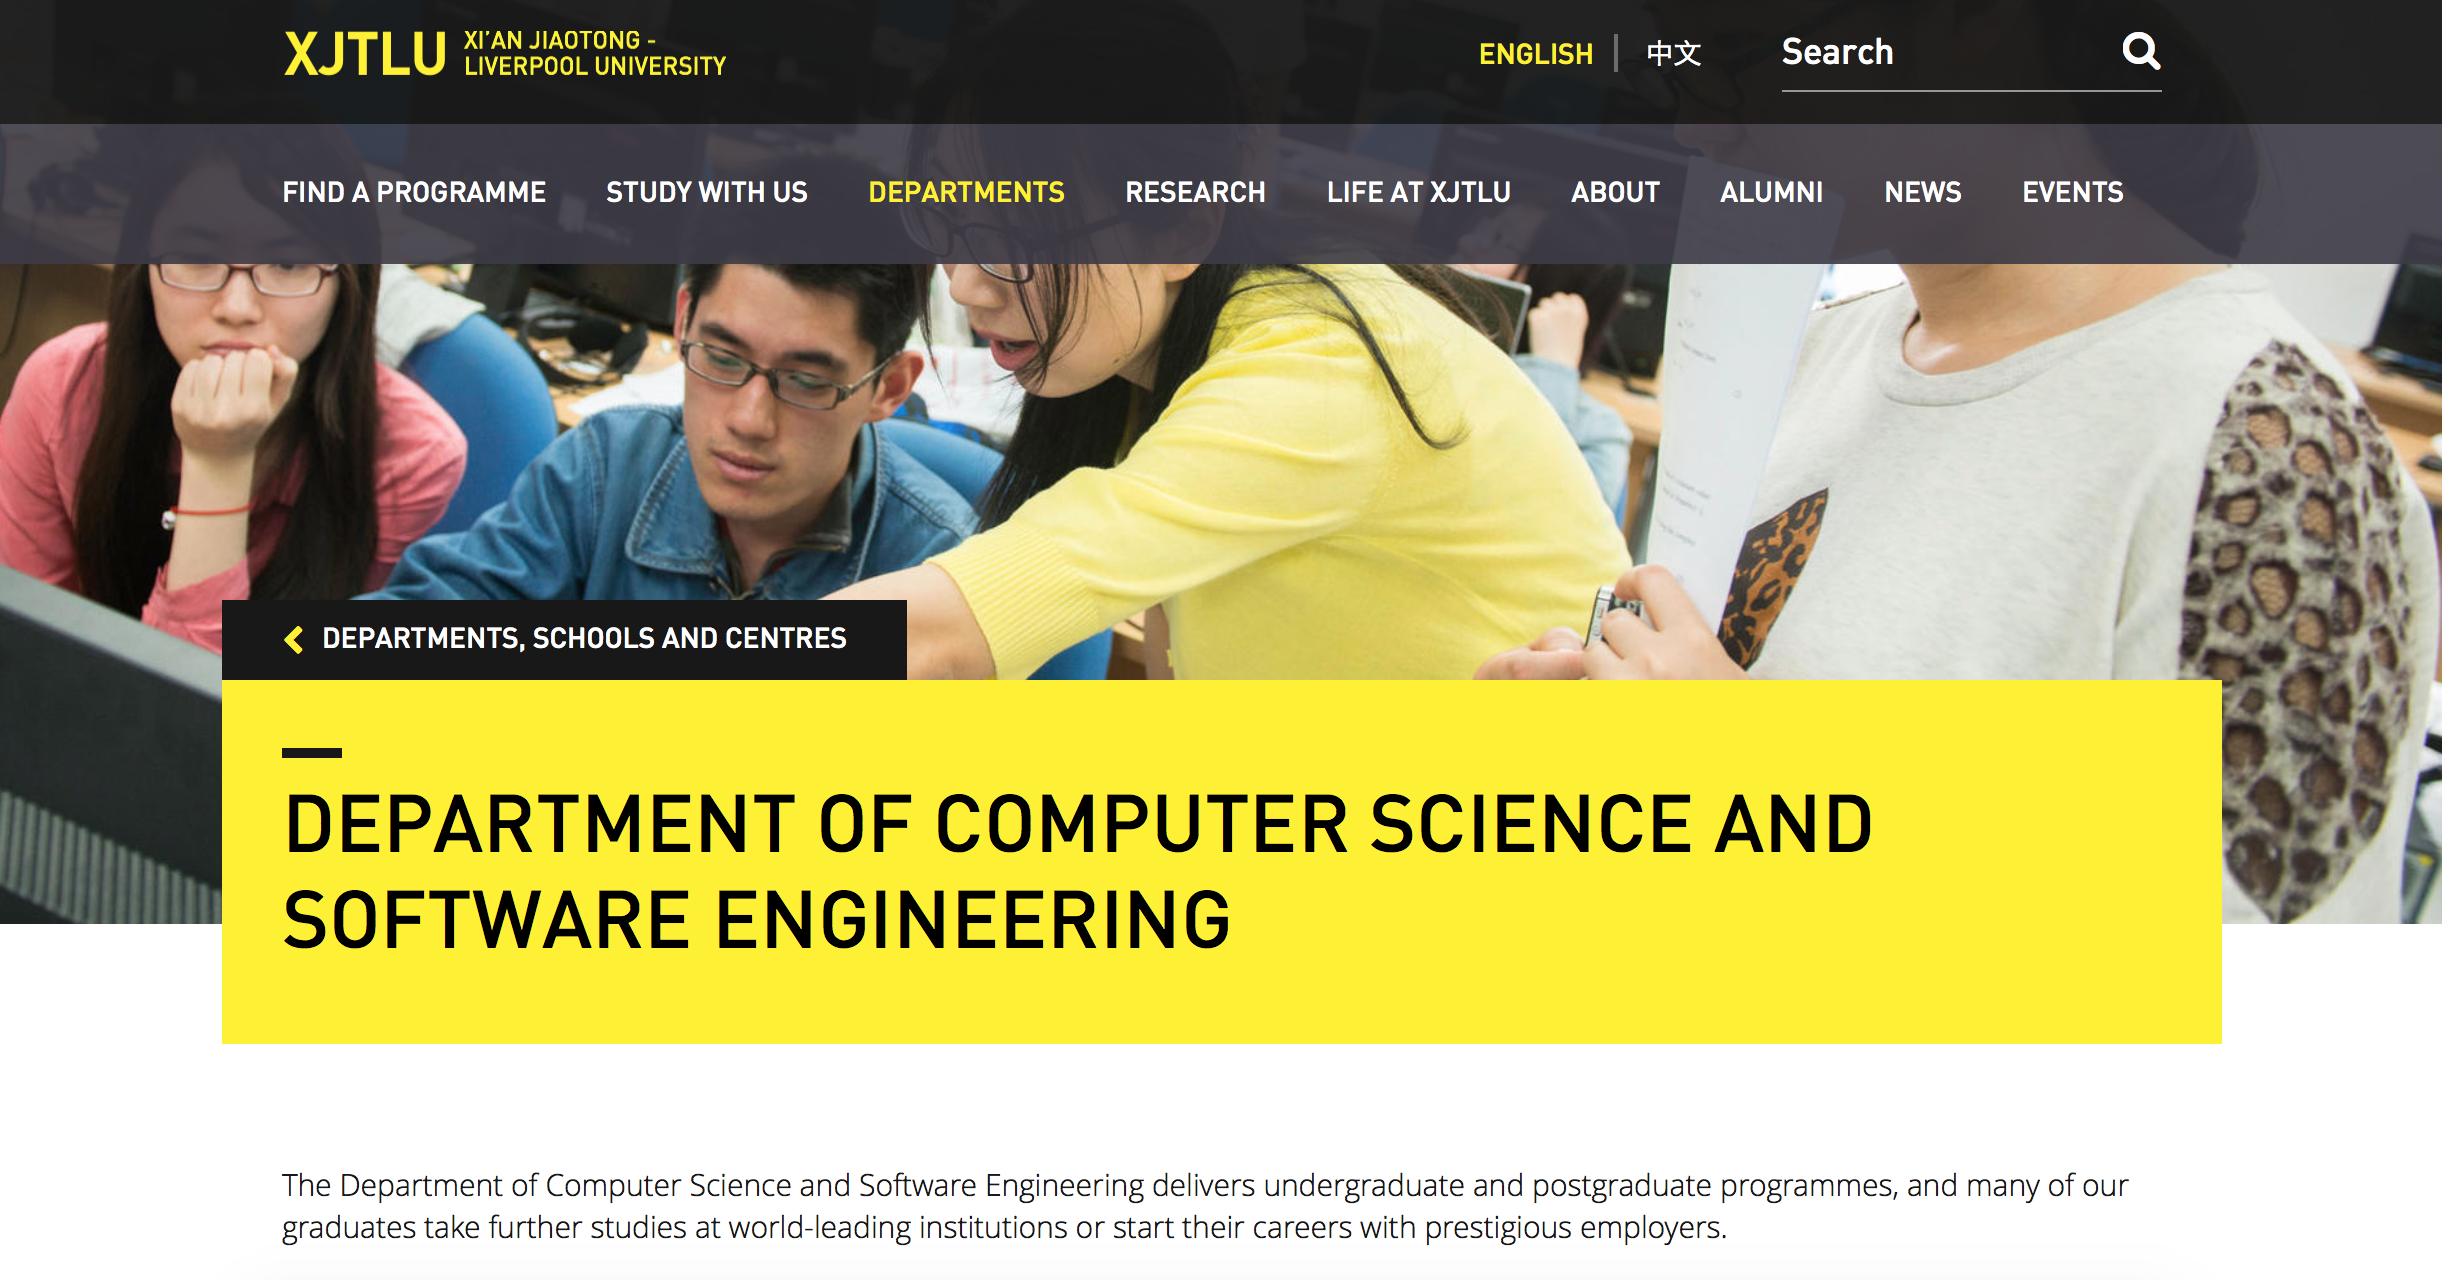 XJTLU XI'AN JIAOTONG -
LIVERPOOL UNIVERSITY
ENGLISH | 中文
Search
FIND A PROGRAMME
STUDY WITH US
DEPARTMENTS
RESEARCH
LIFE AT XJTLU
ABOUT
ALUMNI
NEWS
EVENTS
DEPARTMENTS, SCHOOLS AND CENTRES
DEPARTMENT OF COMPUTER SCIENCE AND
SOFTWARE ENGINEERING
The Department of Computer Science and Software Engineering delivers undergraduate and postgraduate programmes, and many of our
graduates take further studies at world-leading institutions or start their careers with prestigious employers.